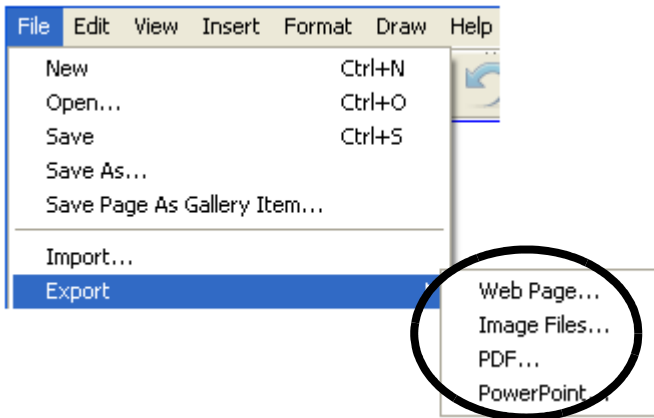 File Edit View Insert Format Draw Help
New Ctrl+N
Open... Ctrl+O
Save Ctrl+S
Save As...
Save Page As Gallery Item...
Import...
Export
Web Page...
Image Files...
PDF...
PowerPoint...